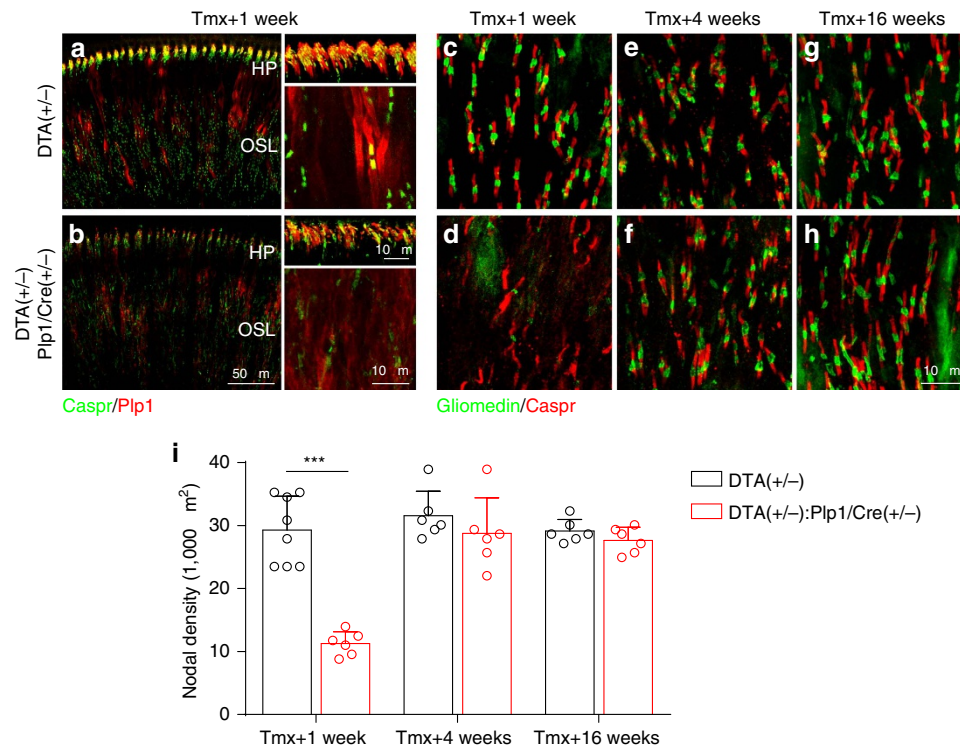 Tmx+1 week
Tmx+1 week
Tmx+4 weeks
Tmx+16 weeks
DTA(+/–)
a
HP
OSL
c
e
g
DTA(+/–)
Plp1/Cre(+/–)
b
HP
OSL
50 m
10 m
10 m
d
f
h
10 m
Caspr/Plp1
Gliomedin/Caspr
i
Nodal density (1,000 m²)
40
30
20
10
0
***
Tmx+1 week
Tmx+4 weeks
Tmx+16 weeks
DTA(+/–)
DTA(+/–):Plp1/Cre(+/–)